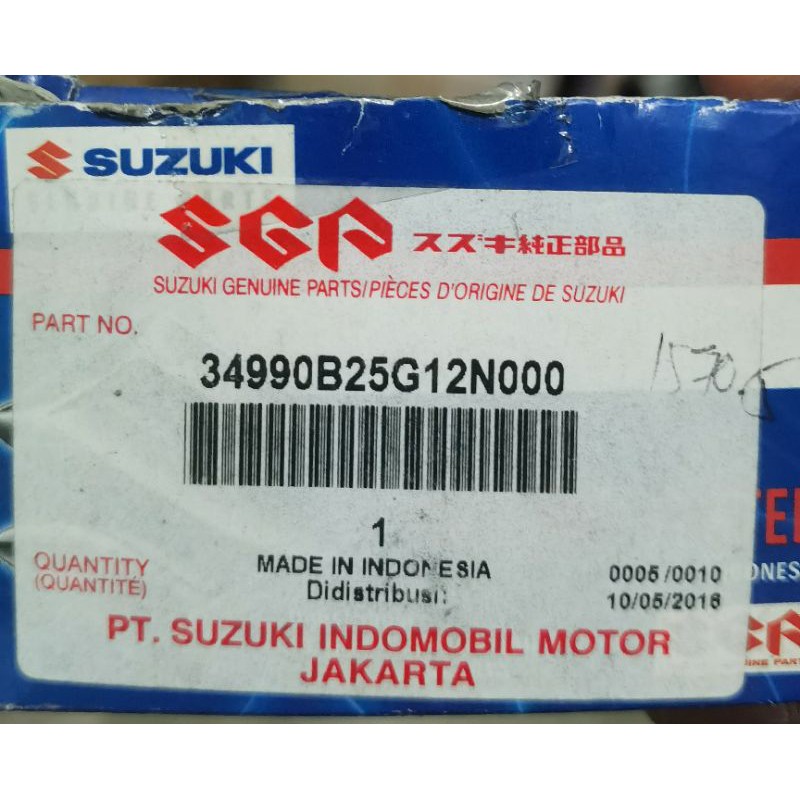 SUZUKI
SGP スズキ純正部品
SUZUKI GENUINE PARTS/PIÈCES D'ORIGINE DE SUZUKI
PART NO.
34990B25G12N000
1
QUANTITY
(QUANTITÉ)
MADE IN INDONESIA
Didistribusi:
0005/0010
10/05/2016
PT. SUZUKI INDOMOBIL MOTOR
JAKARTA